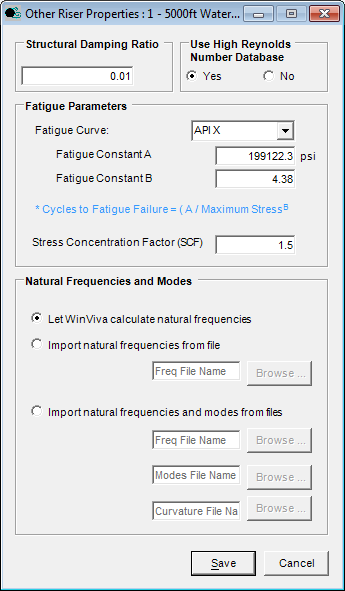 Other Riser Properties : 1 - 5000ft Water...
Structural Damping Ratio
0.01
Use High Reynolds
Number Database
Yes
No
Fatigue Parameters
Fatigue Curve:
API X
Fatigue Constant A
199122.3
psi
Fatigue Constant B
4.38
* Cycles to Fatigue Failure = ( A / Maximum Stress B
Stress Concentration Factor (SCF)
1.5
Natural Frequencies and Modes
Let WinViva calculate natural frequencies
Import natural frequencies from file
Freq File Name
Browse ...
Import natural frequencies and modes from files
Freq File Name
Browse ...
Modes File Name
Browse ...
Curvature File Na
Browse ...
Save
Cancel